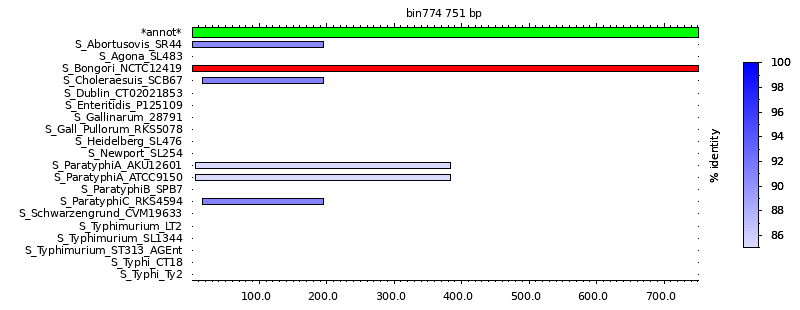 bin774 751 bp
*annot*
S_Abortusovis_SR44
S_Agona_SL483
S_Bongori_NCTC12419
S_Choleraesuis_SCB67
S_Dublin_CT02021853
S_Enteritidis_P125109
S_Gallinarum_28791
S_Gall_Pullorum_RKS5078
S_Heidelberg_SL476
S_Newport_SL254
S_ParatyphiA_AKU12601
S_ParatyphiA_ATCC9150
S_ParatyphiB_SPB7
S_ParatyphiC_RKS4594
S_Schwarzengrund_CVM19633
S_Typhimurium_LT2
S_Typhimurium_SL1344
S_Typhimurium_ST313_AGEnt
S_Typhi_CT18
S_Typhi_Ty2
100.0 200.0 300.0 400.0 500.0 600.0 700.0
% identity
100
98
96
94
92
90
88
86